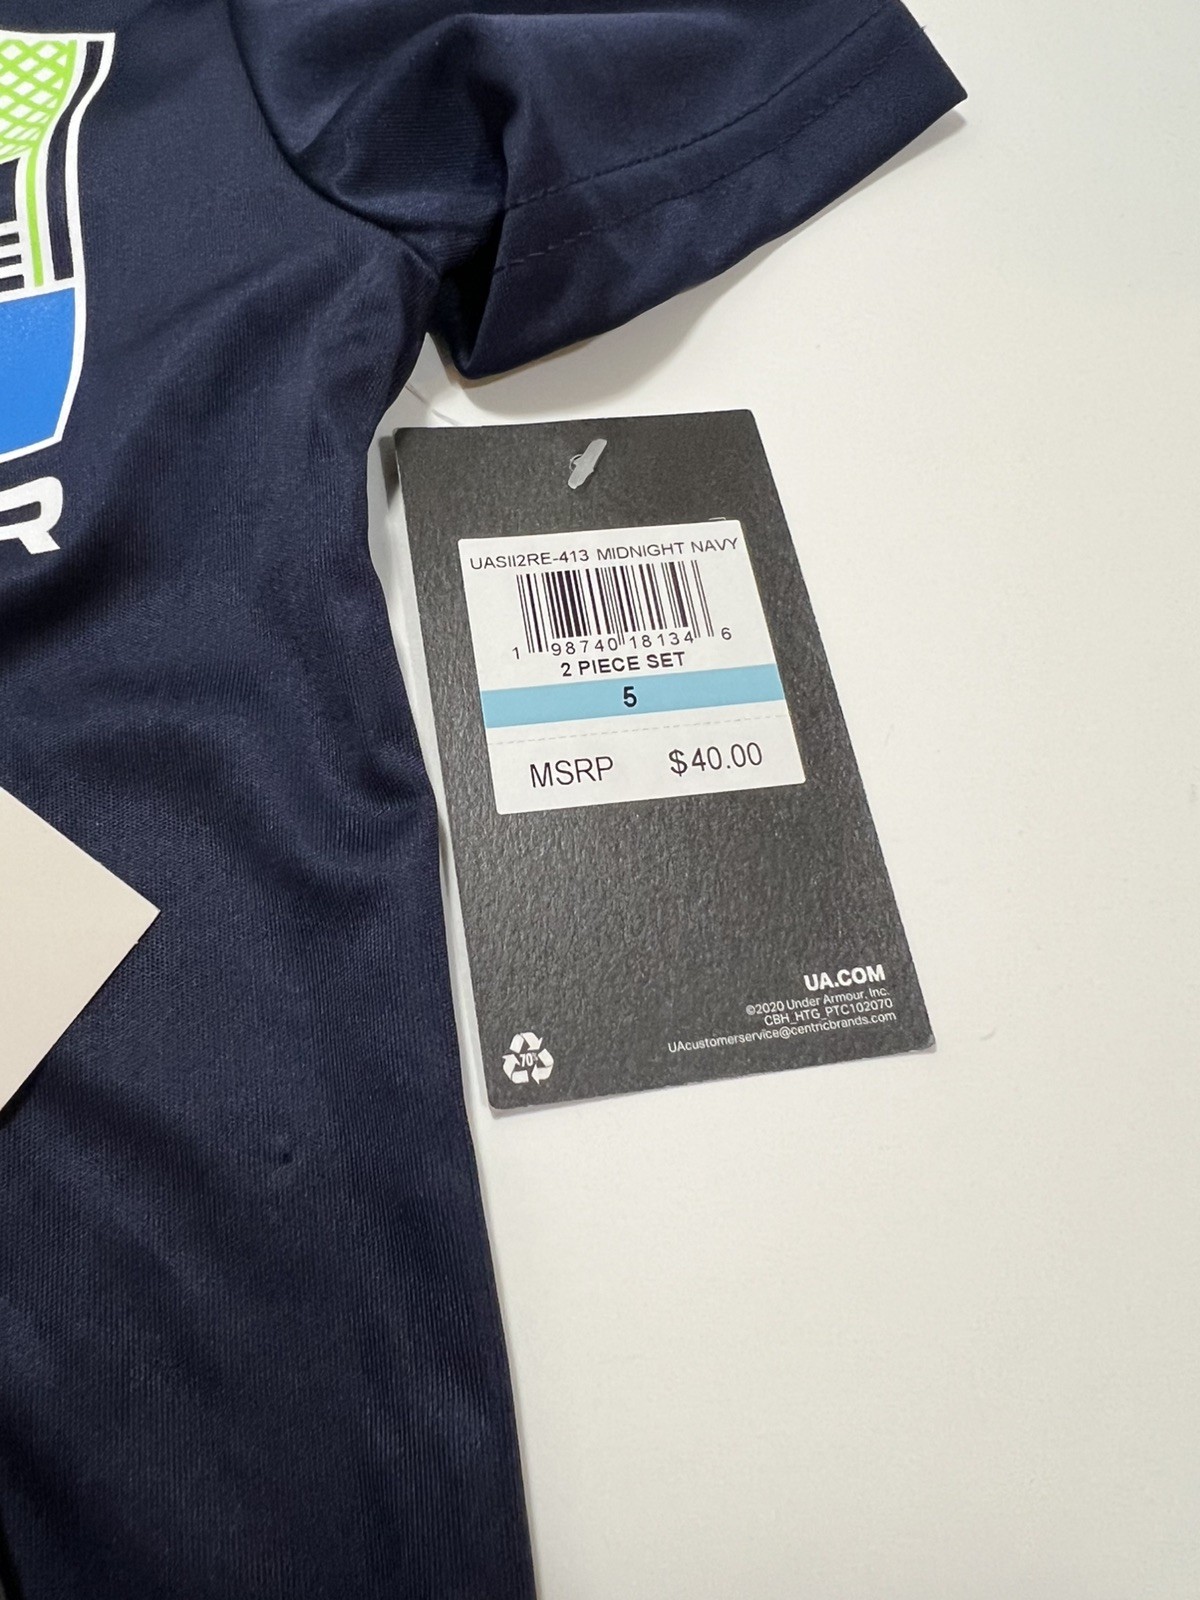 E
R
UASII2RE-413 MIDNIGHT NAVY
1 98740 18134 6
2 PIECE SET
5
MSRP $40.00
UA.COM
©2020 Under Armour, Inc.
CBH_HTG_PTC102070
UAcustomerservice@centricbrands.com
70%